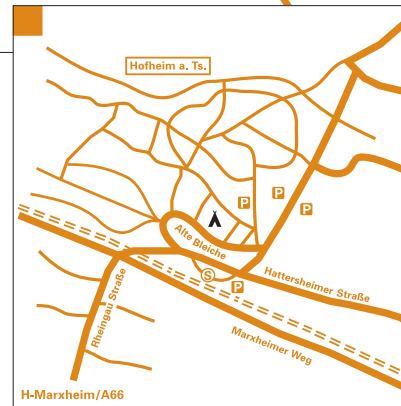 Hofheim a. Ts.
P
P
P
Alte Bleiche
S
P
Hattersheimer Straße
Rheingau Straße
Marxheimer Weg
H-Marxheim/A66